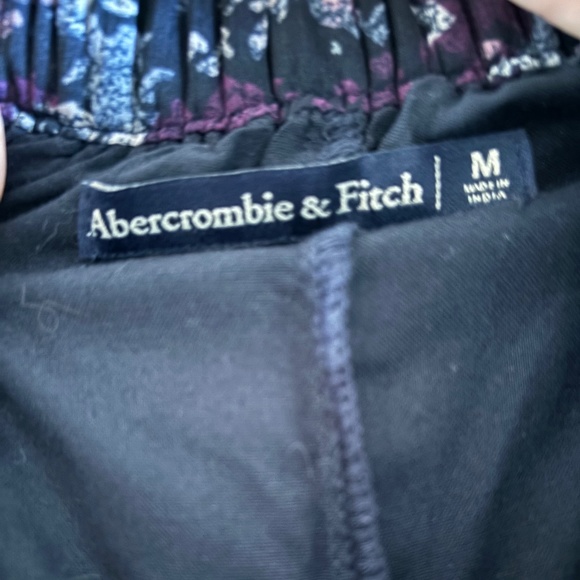 Abercrombie & Fitch
M
MADE IN
INDIA